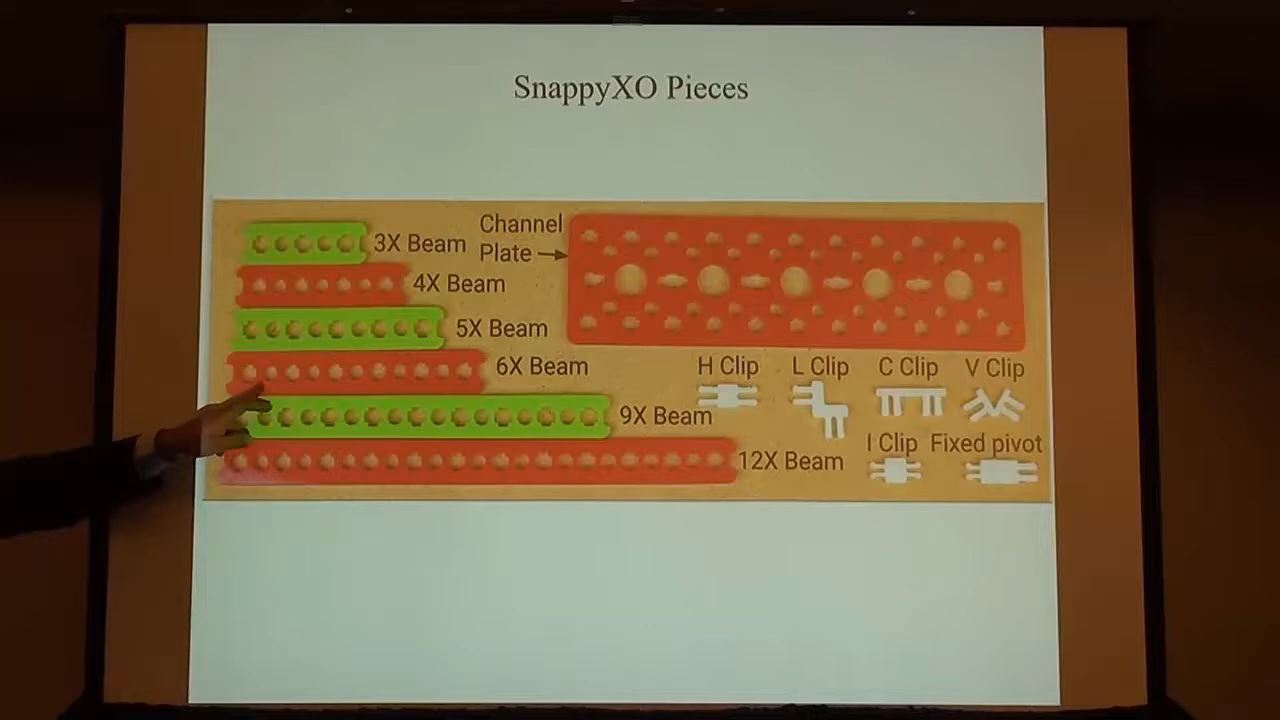 SnappyXO Pieces
3X Beam
Channel
Plate
4X Beam
5X Beam
6X Beam
9X Beam
12X Beam
H Clip
L Clip
C Clip
V Clip
I Clip
Fixed pivot